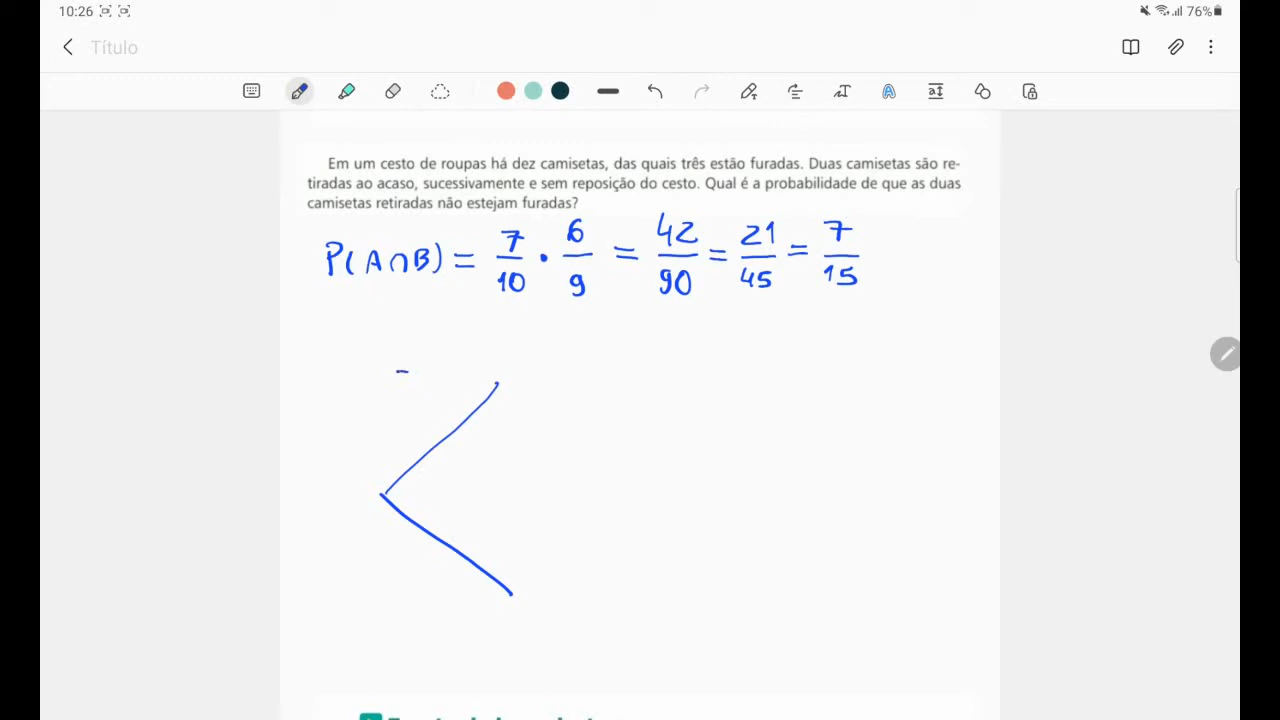 10:26
76%
Título
Em um cesto de roupas há dez camisetas, das quais três estão furadas. Duas camisetas são re-
tiradas ao acaso, sucessivamente e sem reposição do cesto. Qual é a probabilidade de que as duas
camisetas retiradas não estejam furadas?
P(A∩B) = 7/10 · 6/9 = 42/90 = 21/45 = 7/15